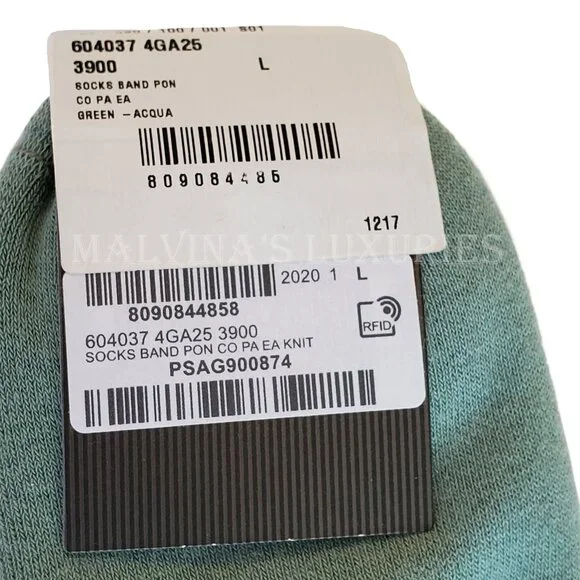 604037 4GA25
3900 L
SOCKS BAND PON
CO PA EA
GREEN -ACQUA
809084485
1217
MALVINA'S LUXURIES
2020 1 L
8090844858
RFID
604037 4GA25 3900
SOCKS BAND PON CO PA EA KNIT
PSAG900874